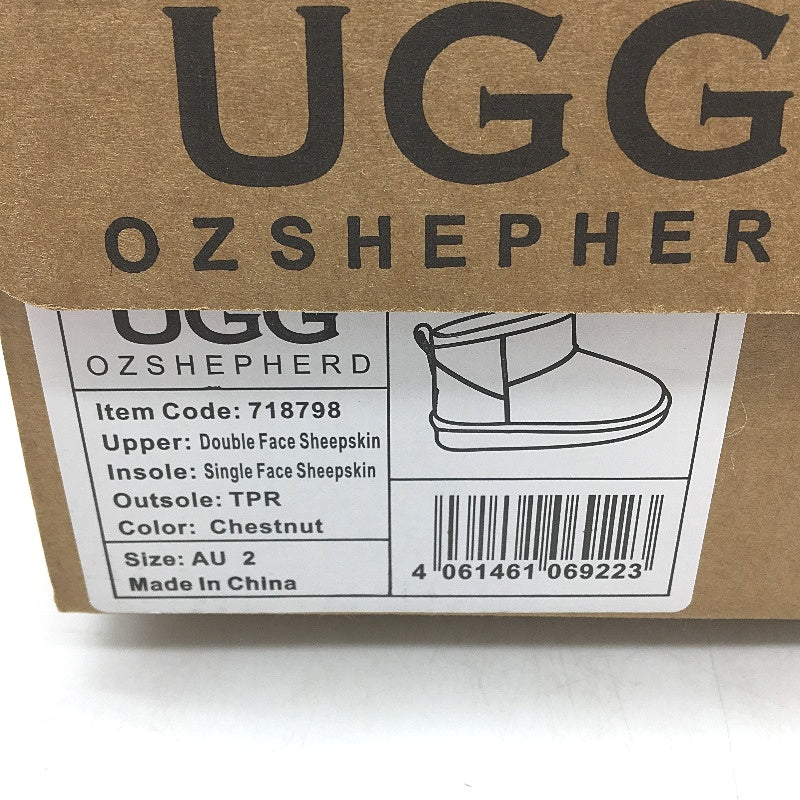 UGG
OZSHEPHER
UGG
OZSHEPHERD
Item Code: 718798
Upper: Double Face Sheepskin
Insole: Single Face Sheepskin
Outsole: TPR
Color: Chestnut
Size: AU 2
Made In China
4 061461 069223